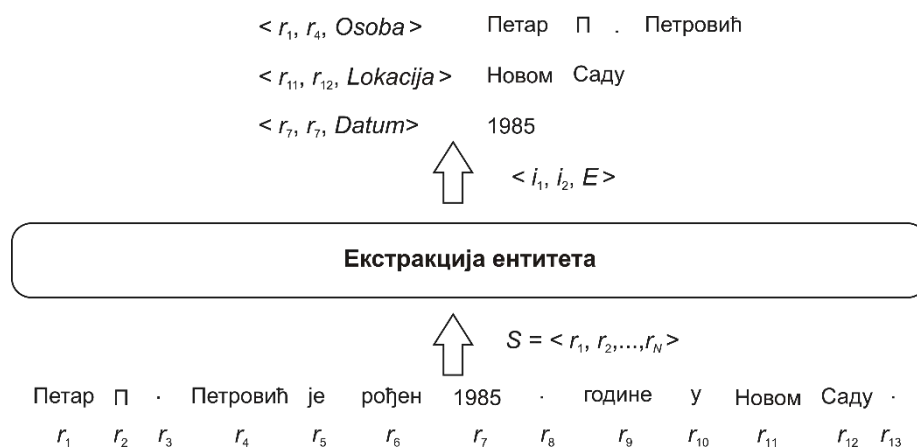 < r₁, r₄, Osoba > Петар П . Петровић
< r₁₁, r₁₂, Lokacija > Новом Саду
< r₇, r₇, Datum > 1985
< i₁, i₂, E >
Екстракција ентитета
S = < r₁, r₂,...,r_N >
Петар П . Петровић је рођен 1985 . године у Новом Саду .
r₁ r₂ r₃ r₄ r₅ r₆ r₇ r₈ r₉ r₁₀ r₁₁ r₁₂ r₁₃